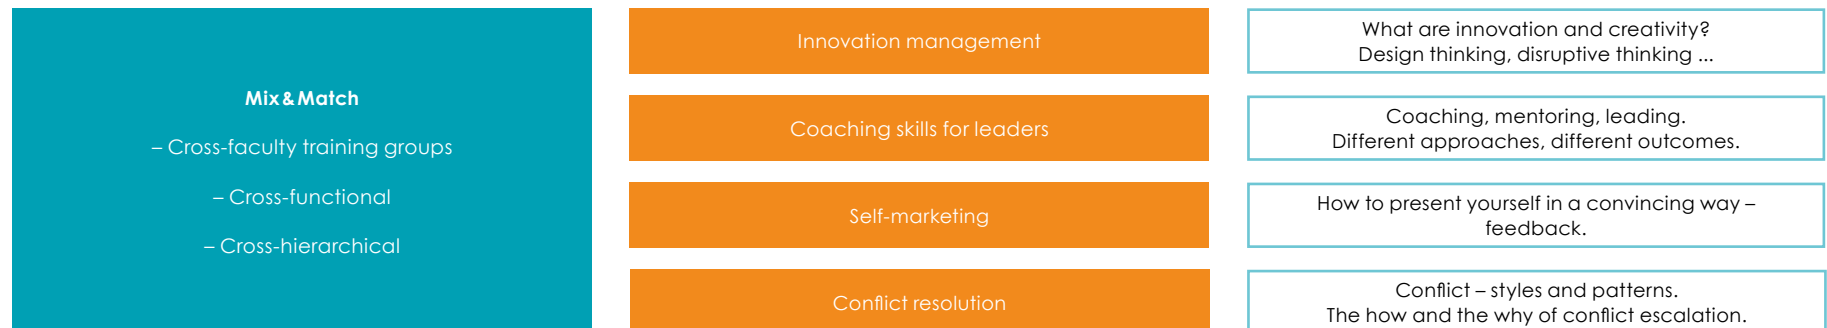 Mix & Match
– Cross-faculty training groups
– Cross-functional
– Cross-hierarchical
Innovation management
What are innovation and creativity?
Design thinking, disruptive thinking ...
Coaching skills for leaders
Coaching, mentoring, leading.
Different approaches, different outcomes.
Self-marketing
How to present yourself in a convincing way –
feedback.
Conflict resolution
Conflict – styles and patterns.
The how and the why of conflict escalation.